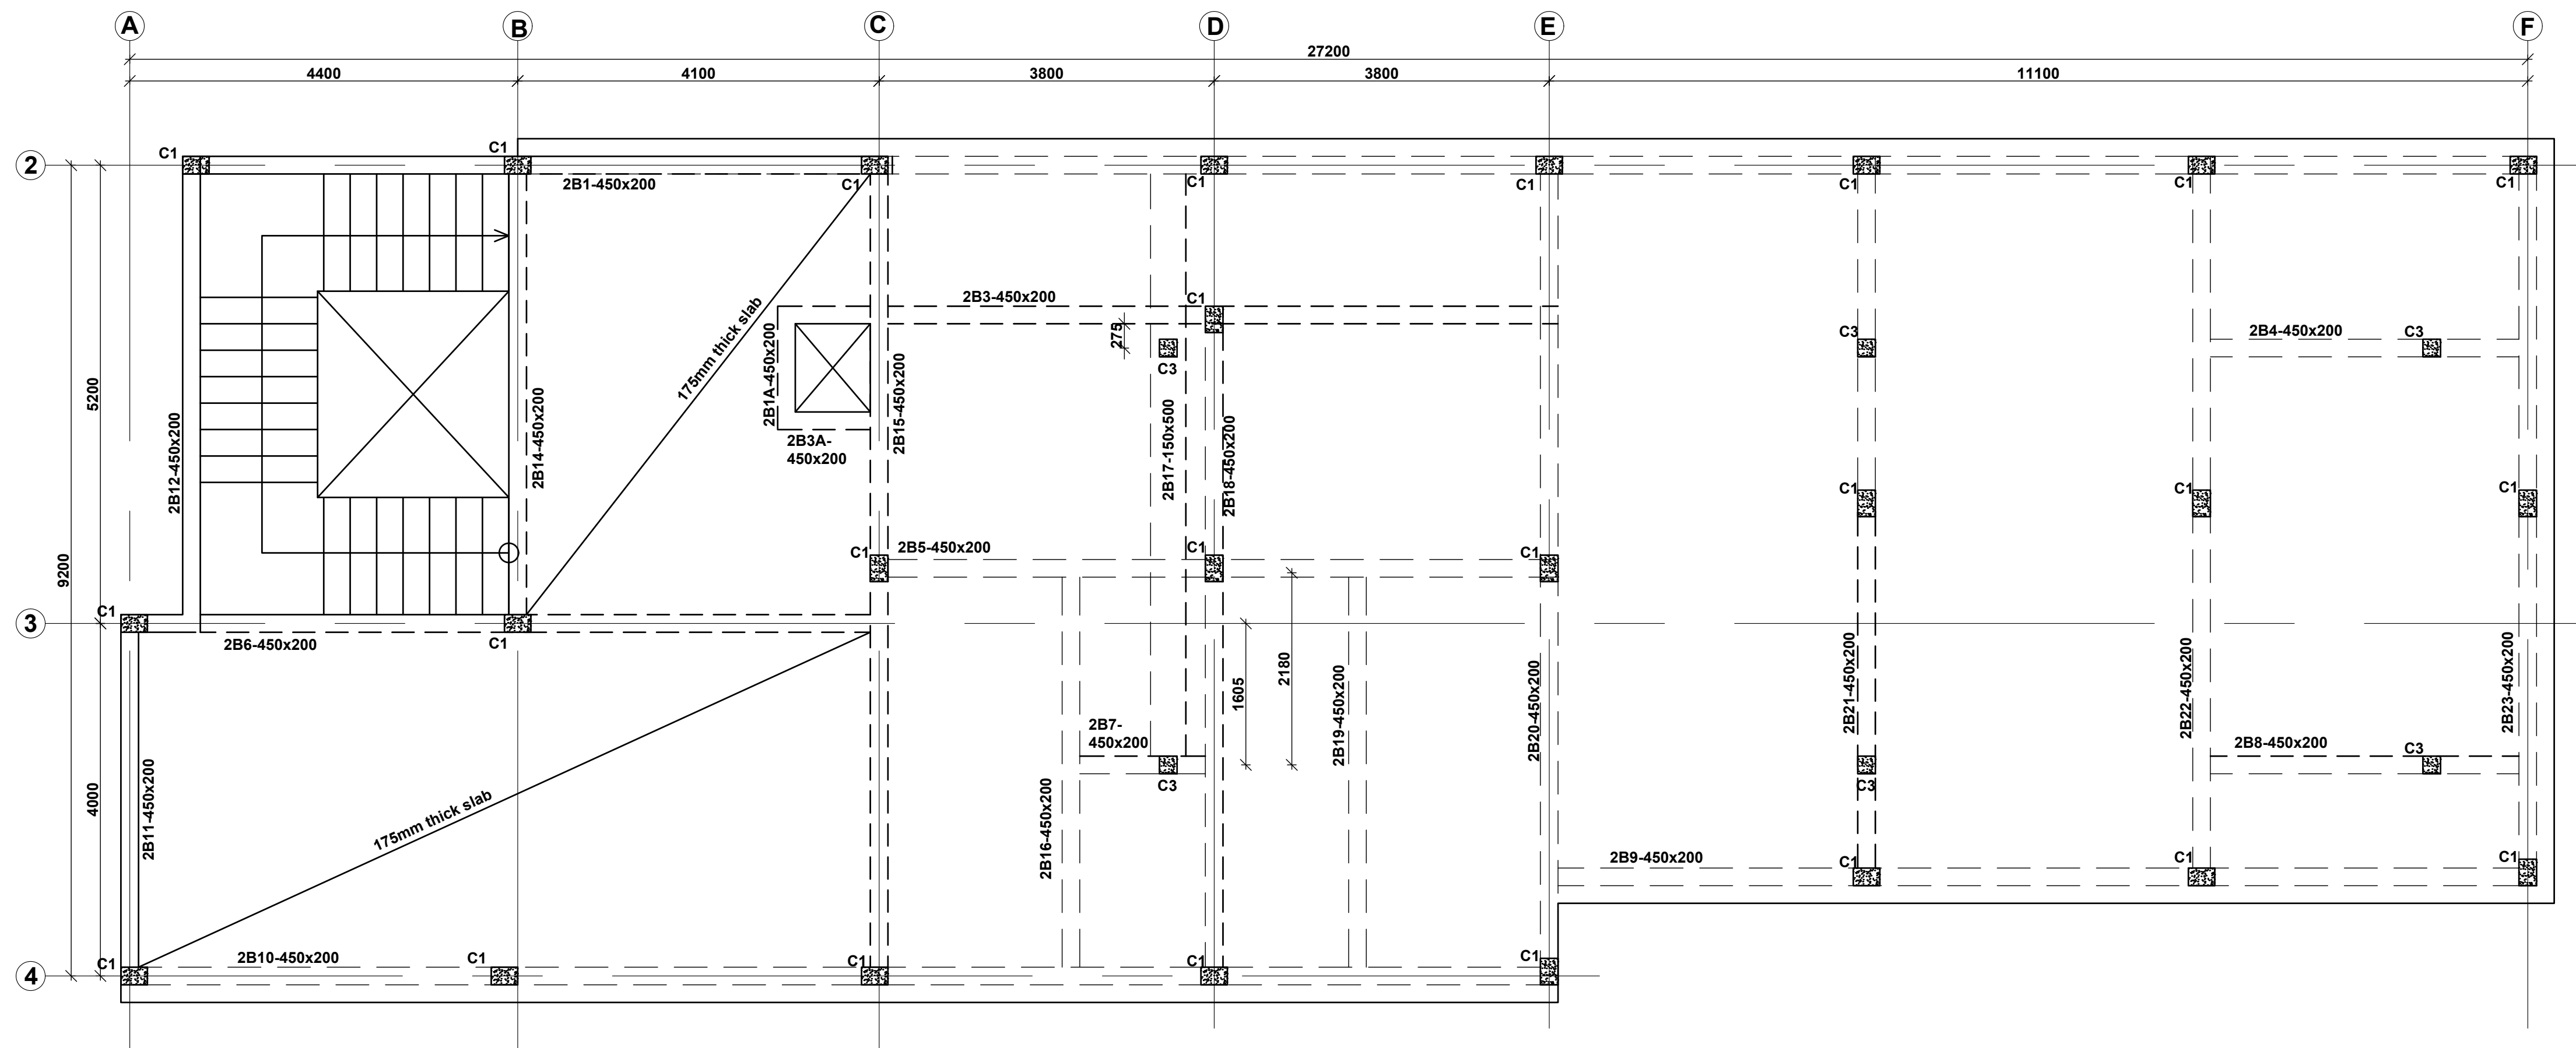 A
B
C
D
E
F
27200
4400
4100
3800
3800
11100
2
C1
C1
C1
C1
C1
C1
C1
C1
2B1-450x200
2B3-450x200
C1
275
C3
C3
2B4-450x200
C3
175mm thick slab
2B1A-450x200
2B3A-
450x200
2B15-450x200
2B14-450x200
2B12-450x200
5200
9200
2B17-150x500
2B18-450x200
C1
C1
C1
C1
2B5-450x200
C1
C1
3
C1
2B6-450x200
C1
1605
2180
2B19-450x200
2B20-450x200
2B21-450x200
2B22-450x200
2B23-450x200
2B7-
450x200
C3
C3
2B8-450x200
C3
4000
2B11-450x200
175mm thick slab
2B16-450x200
2B9-450x200
C1
C1
C1
4
C1
2B10-450x200
C1
C1
C1
C1